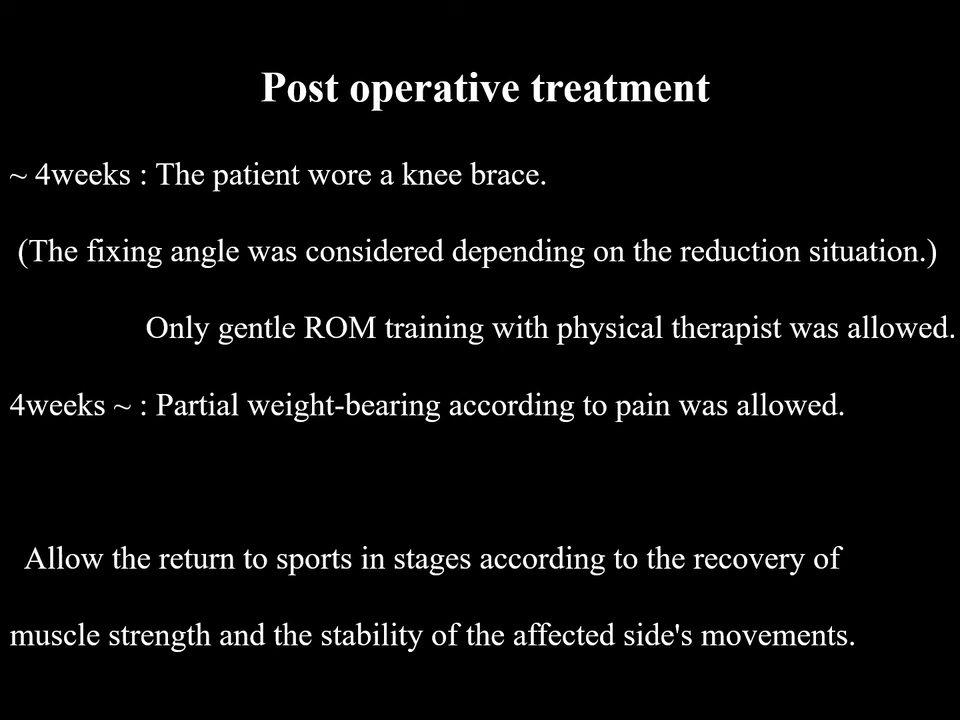 Post operative treatment
~ 4weeks : The patient wore a knee brace.
(The fixing angle was considered depending on the reduction situation.)
Only gentle ROM training with physical therapist was allowed.
4weeks ~ : Partial weight-bearing according to pain was allowed.
Allow the return to sports in stages according to the recovery of
muscle strength and the stability of the affected side's movements.